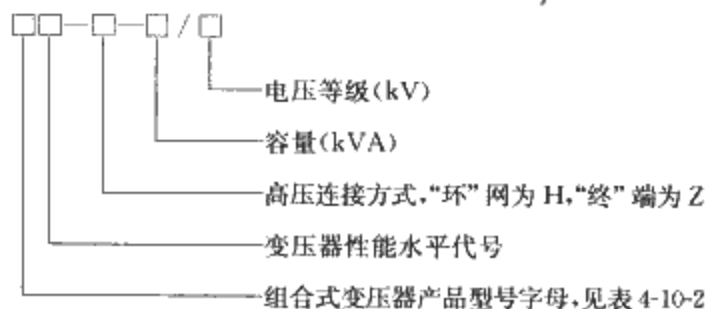 □□-□-□/□
电压等级(kV)
容量(kVA)
高压连接方式,“环”网为 H,“终”端为 Z
变压器性能水平代号
组合式变压器产品型号字母,见表 4-10-2